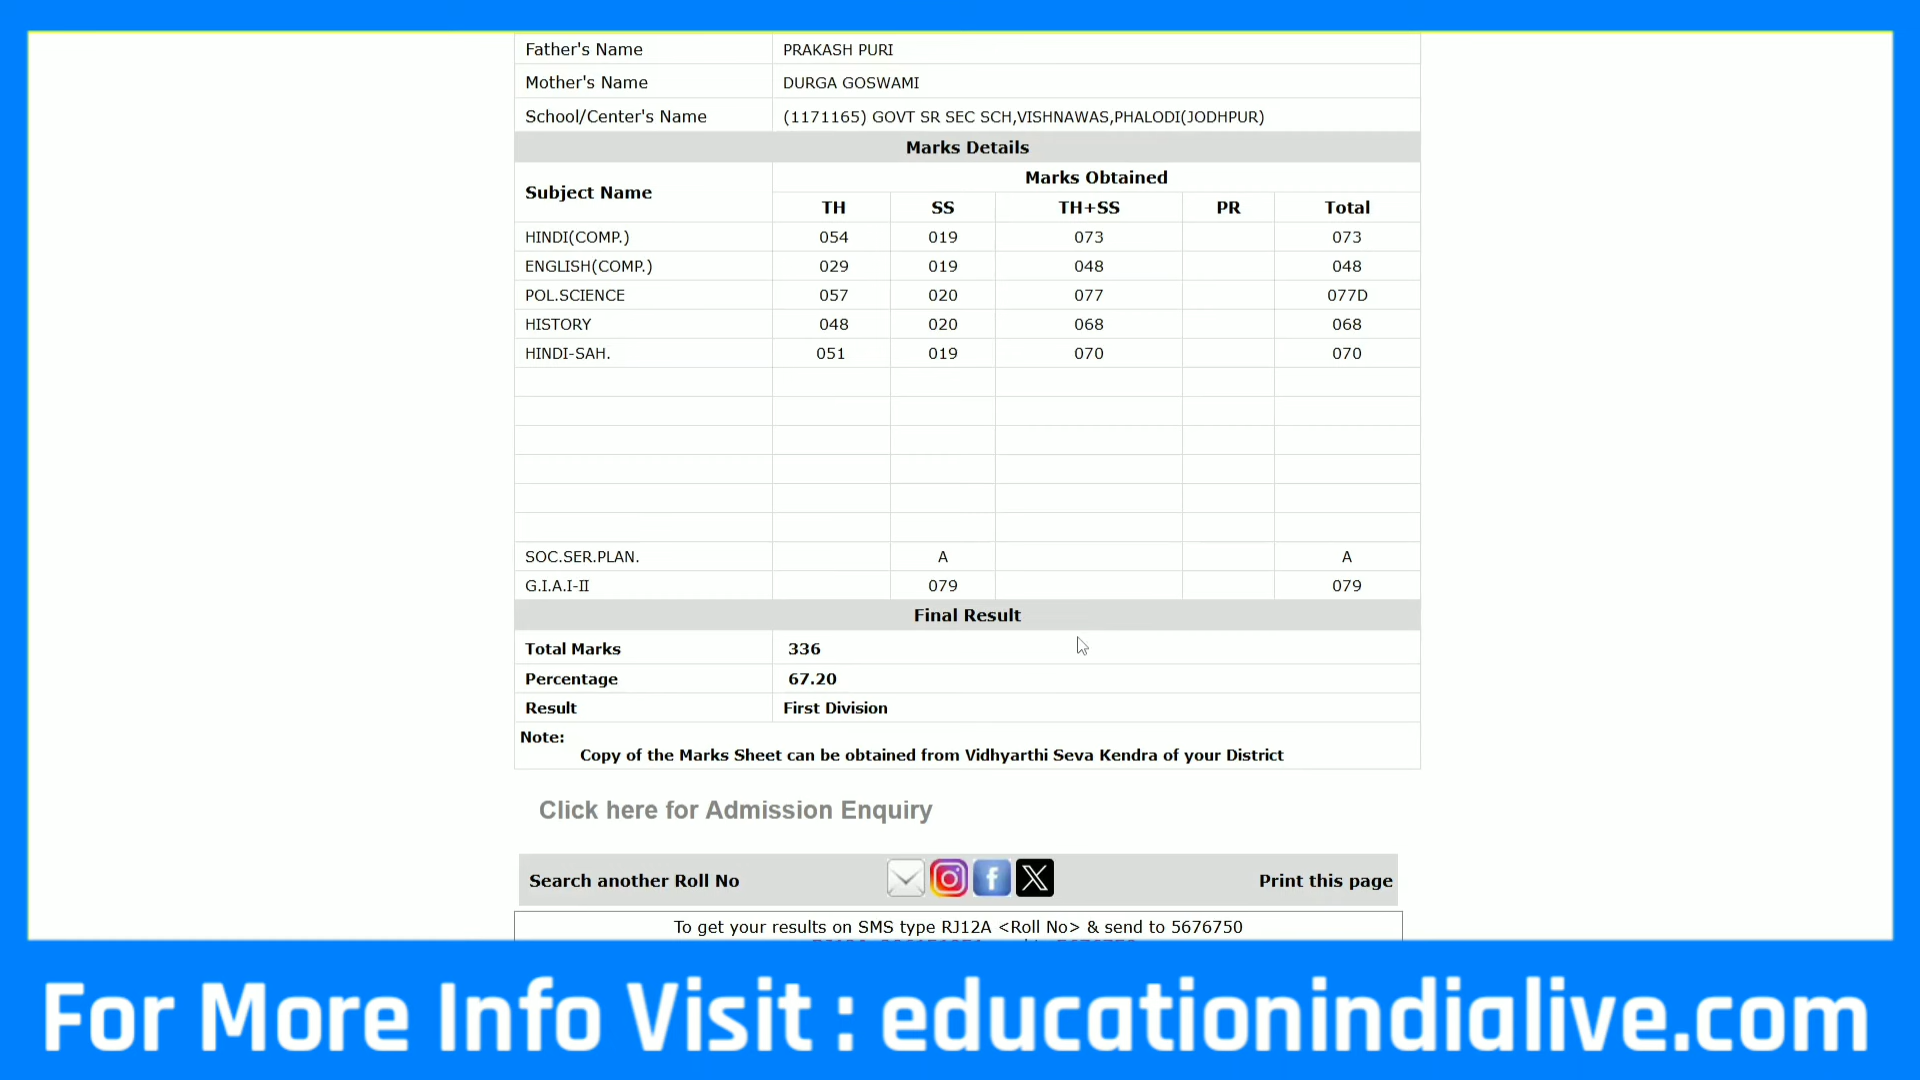 Father's Name PRAKASH PURI
Mother's Name DURGA GOSWAMI
School/Center's Name (1171165) GOVT SR SEC SCH,VISHNAWAS,PHALODI(JODHPUR)
Marks Details
Subject Name Marks Obtained
TH SS TH+SS PR Total
HINDI(COMP.) 054 019 073 073
ENGLISH(COMP.) 029 019 048 048
POL.SCIENCE 057 020 077 077D
HISTORY 048 020 068 068
HINDI-SAH. 051 019 070 070
SOC.SER.PLAN. A A
G.I.A.I-II 079 079
Final Result
Total Marks 336
Percentage 67.20
Result First Division
Note:
Copy of the Marks Sheet can be obtained from Vidhyarthi Seva Kendra of your District
Click here for Admission Enquiry
Search another Roll No Print this page
To get your results on SMS type RJ12A <Roll No> & send to 5676750
For More Info Visit : educationindialive.com